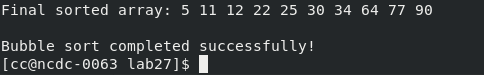 Final sorted array: 5 11 12 22 25 30 34 64 77 90
Bubble sort completed successfully!
[cc@ncdc-0063 lab27]$